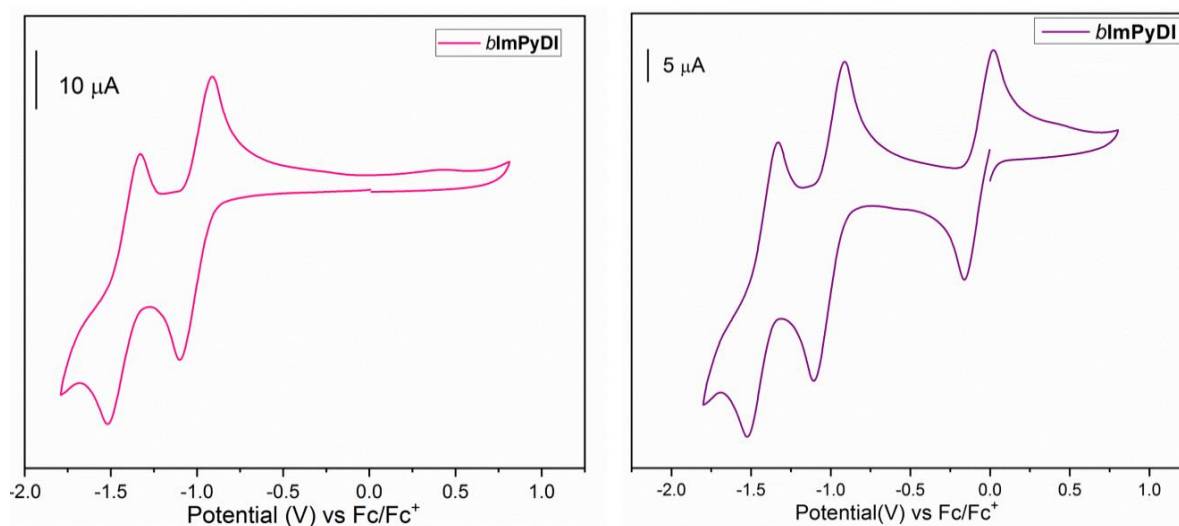 bImPyDI
10 μA
-2.0 -1.5 -1.0 -0.5 0.0 0.5 1.0
Potential (V) vs Fc/Fc+
bImPyDI
5 μA
-2.0 -1.5 -1.0 -0.5 0.0 0.5 1.0
Potential(V) vs Fc/Fc+